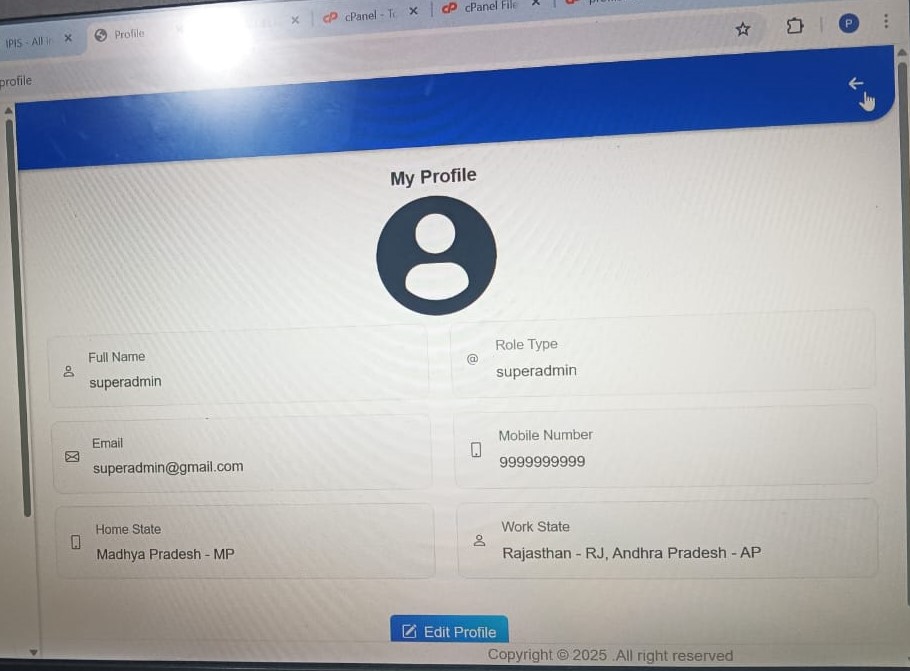 IPIS - All in
Profile
cPanel - To
cPanel File
profile
P
My Profile
Full Name
superadmin
Role Type
@
superadmin
Email
superadmin@gmail.com
Mobile Number
9999999999
Home State
Madhya Pradesh - MP
Work State
Rajasthan - RJ, Andhra Pradesh - AP
Edit Profile
Copyright © 2025 .All right reserved